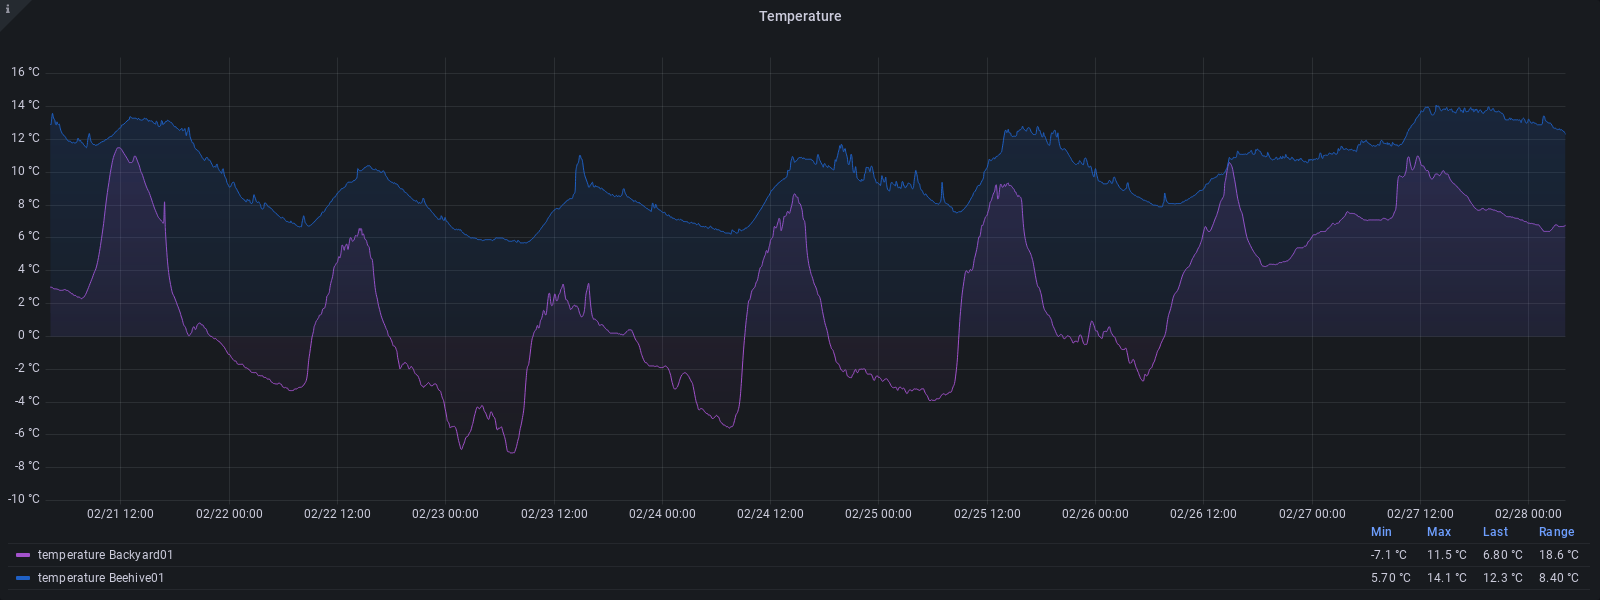 i
Temperature
16 °C
14 °C
12 °C
10 °C
8 °C
6 °C
4 °C
2 °C
0 °C
-2 °C
-4 °C
-6 °C
-8 °C
-10 °C
02/21 12:00 02/22 00:00 02/22 12:00 02/23 00:00 02/23 12:00 02/24 00:00 02/24 12:00 02/25 00:00 02/25 12:00 02/26 00:00 02/26 12:00 02/27 00:00 02/27 12:00 02/28 00:00
Min Max Last Range
temperature Backyard01 -7.1 °C 11.5 °C 6.80 °C 18.6 °C
temperature Beehive01 5.70 °C 14.1 °C 12.3 °C 8.40 °C